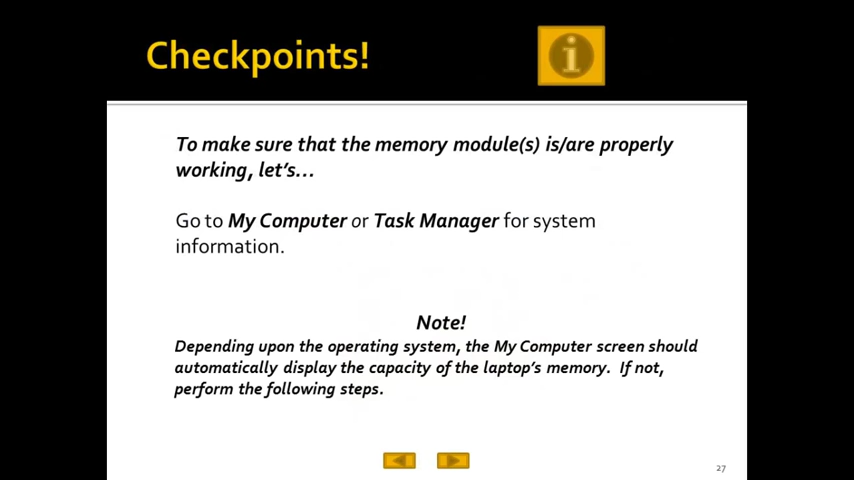 Checkpoints!
i
To make sure that the memory module(s) is/are properly
working, let's...
Go to My Computer or Task Manager for system
information.
Note!
Depending upon the operating system, the My Computer screen should
automatically display the capacity of the laptop's memory.  If not,
perform the following steps.
27